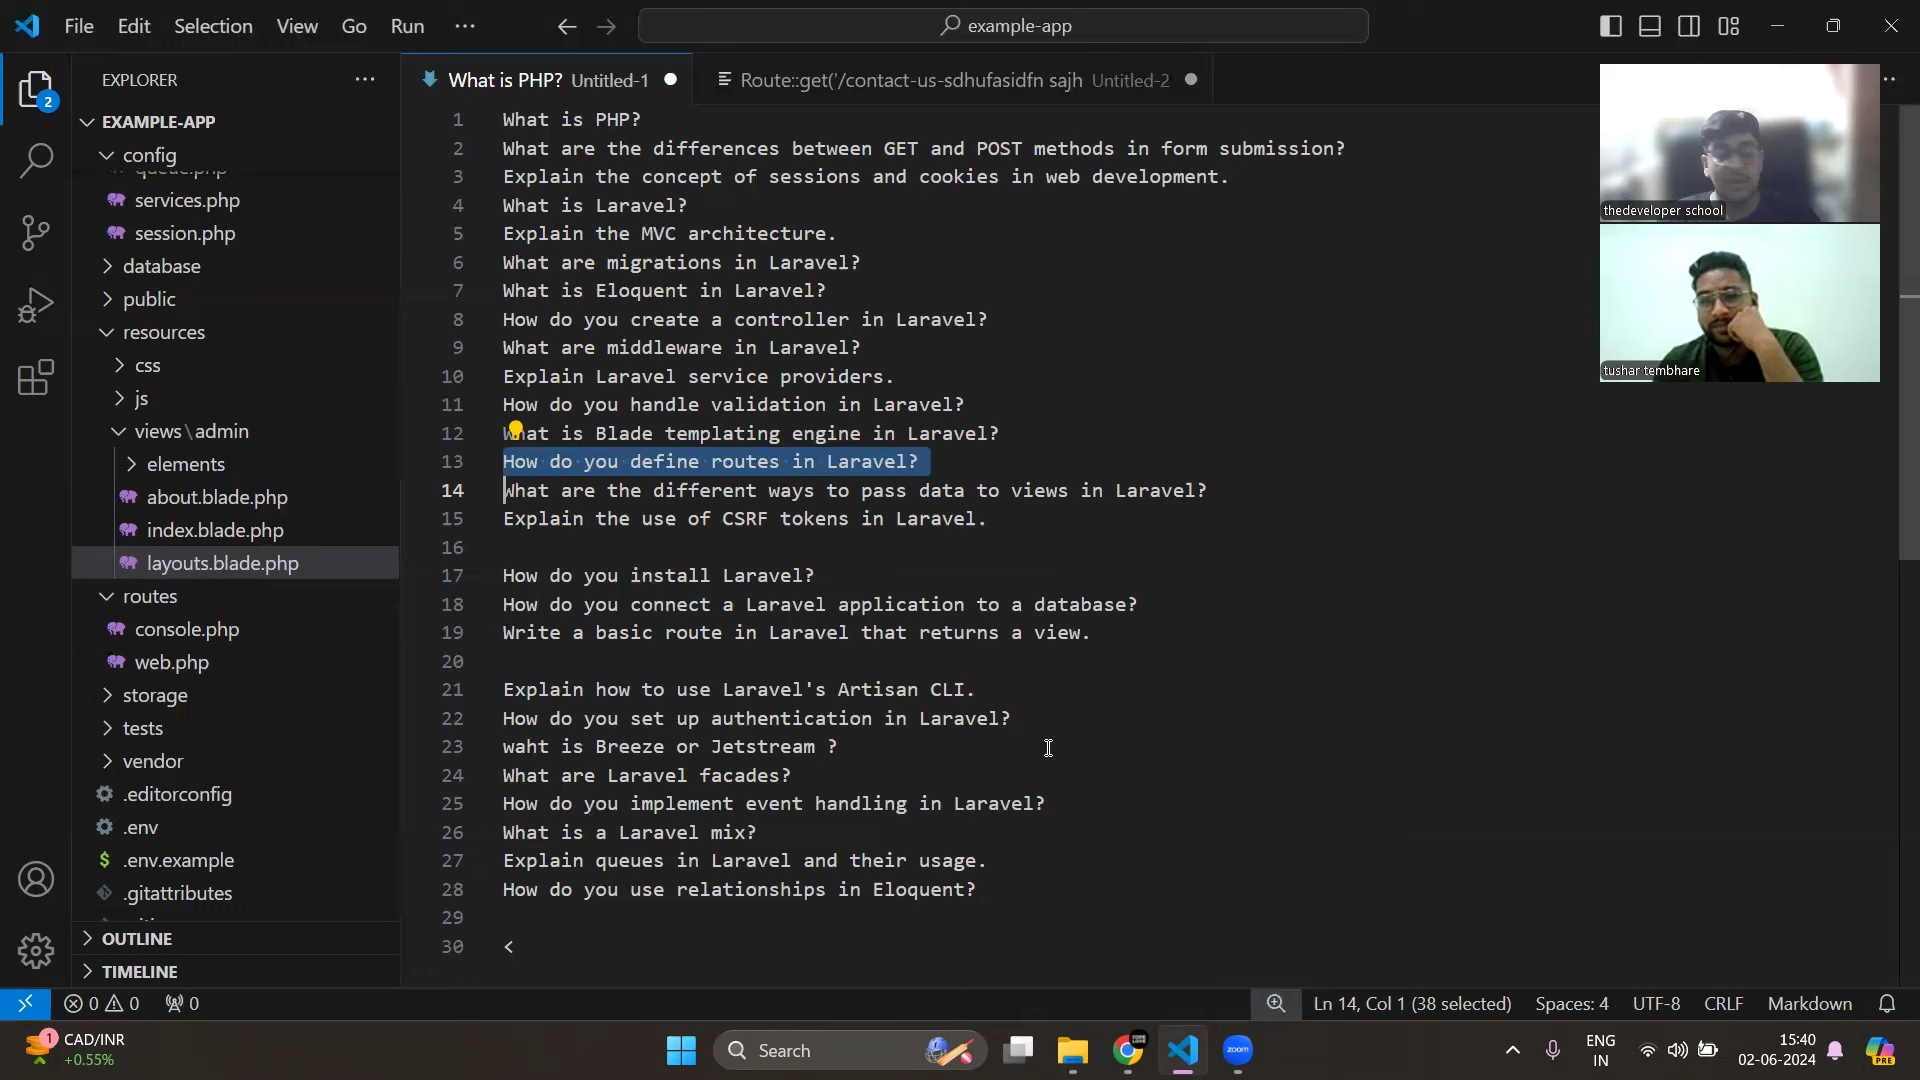 File Edit Selection View Go Run ···
example-app
EXPLORER
What is PHP? Untitled-1
Route::get('/contact-us-sdhufasidfn sajh Untitled-2
EXAMPLE-APP
config
queue.php
services.php
session.php
database
public
resources
css
js
views\admin
elements
about.blade.php
index.blade.php
layouts.blade.php
routes
console.php
web.php
storage
tests
vendor
.editorconfig
.env
.env.example
.gitattributes
OUTLINE
TIMELINE
2
1 What is PHP?
2 What are the differences between GET and POST methods in form submission?
3 Explain the concept of sessions and cookies in web development.
4 What is Laravel?
5 Explain the MVC architecture.
6 What are migrations in Laravel?
7 What is Eloquent in Laravel?
8 How do you create a controller in Laravel?
9 What are middleware in Laravel?
10 Explain Laravel service providers.
11 How do you handle validation in Laravel?
12 What is Blade templating engine in Laravel?
13 How do you define routes in Laravel?
14 What are the different ways to pass data to views in Laravel?
15 Explain the use of CSRF tokens in Laravel.
16
17 How do you install Laravel?
18 How do you connect a Laravel application to a database?
19 Write a basic route in Laravel that returns a view.
20
21 Explain how to use Laravel's Artisan CLI.
22 How do you set up authentication in Laravel?
23 waht is Breeze or Jetstream ?
24 What are Laravel facades?
25 How do you implement event handling in Laravel?
26 What is a Laravel mix?
27 Explain queues in Laravel and their usage.
28 How do you use relationships in Eloquent?
29
30 <
thedeveloper school
tushar tembhare
0 0 0
Ln 14, Col 1 (38 selected) Spaces: 4 UTF-8 CRLF Markdown
1 CAD/INR
+0.55%
Search
CODE LOVE
zoom
ENG
IN
15:40
02-06-2024
PRE